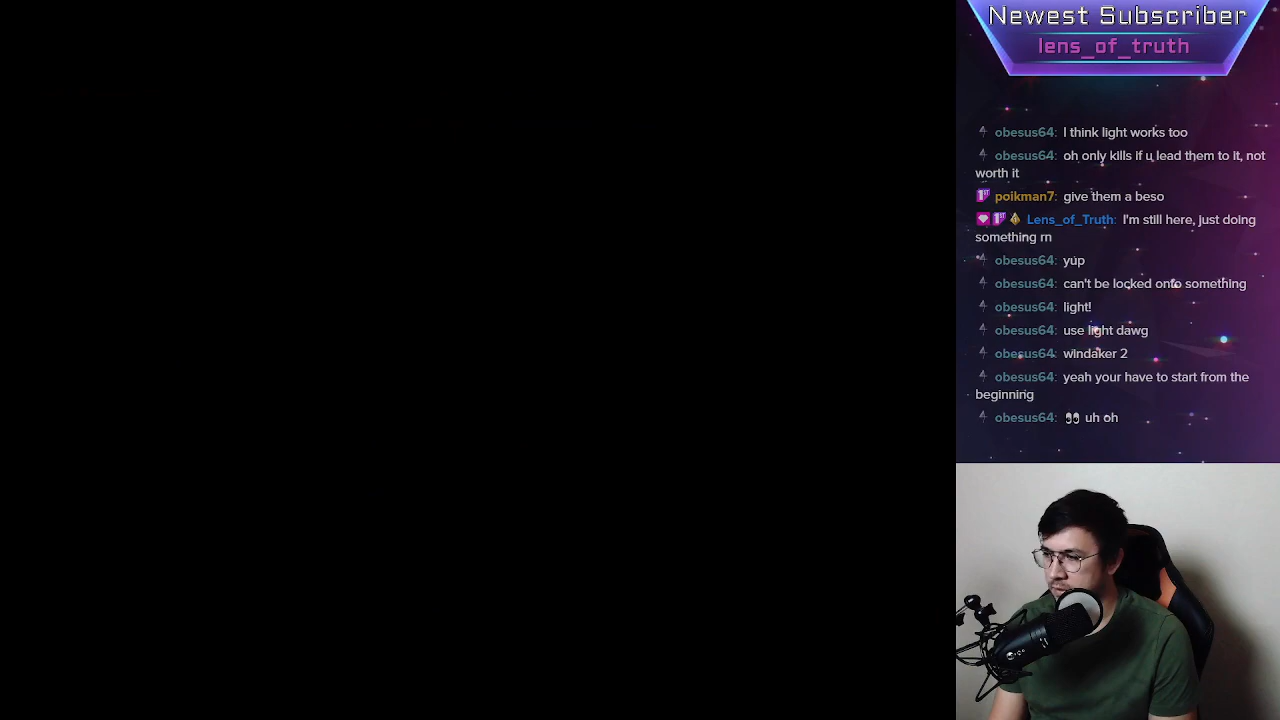 Newest Subscriber
lens_of_truth
obesus64: I think light works too
obesus64: oh only kills if u lead them to it, not
worth it
poikman7: give them a beso
Lens_of_Truth: I'm still here, just doing
something rn
obesus64: yup
obesus64: can't be locked onto something
obesus64: light!
obesus64: use light dawg
obesus64: windaker 2
obesus64: yeah your have to start from the
beginning
obesus64: 👀 uh oh